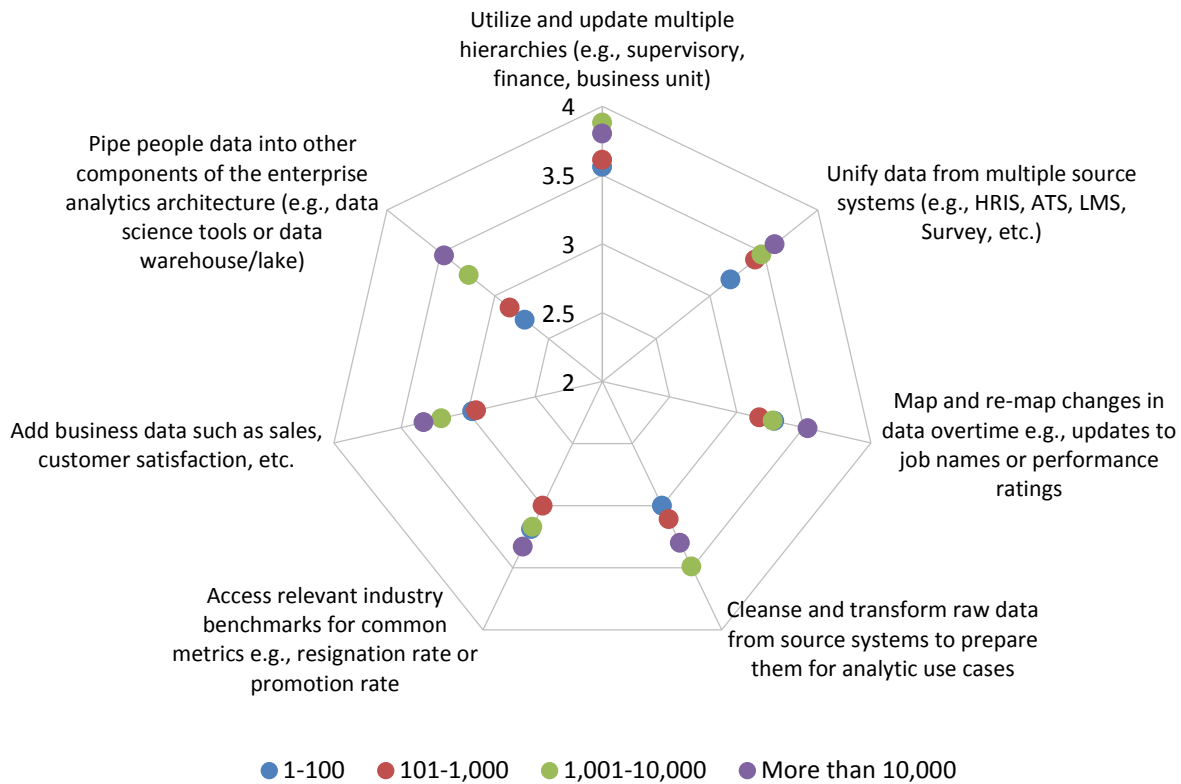 Utilize and update multiple
hierarchies (e.g., supervisory,
finance, business unit)
4
3.5
3
2.5
2
Unify data from multiple source
systems (e.g., HRIS, ATS, LMS,
Survey, etc.)
Map and re-map changes in
data overtime e.g., updates to
job names or performance
ratings
Cleanse and transform raw data
from source systems to prepare
them for analytic use cases
Access relevant industry
benchmarks for common
metrics e.g., resignation rate or
promotion rate
Add business data such as sales,
customer satisfaction, etc.
Pipe people data into other
components of the enterprise
analytics architecture (e.g., data
science tools or data
warehouse/lake)
1-100 101-1,000 1,001-10,000 More than 10,000